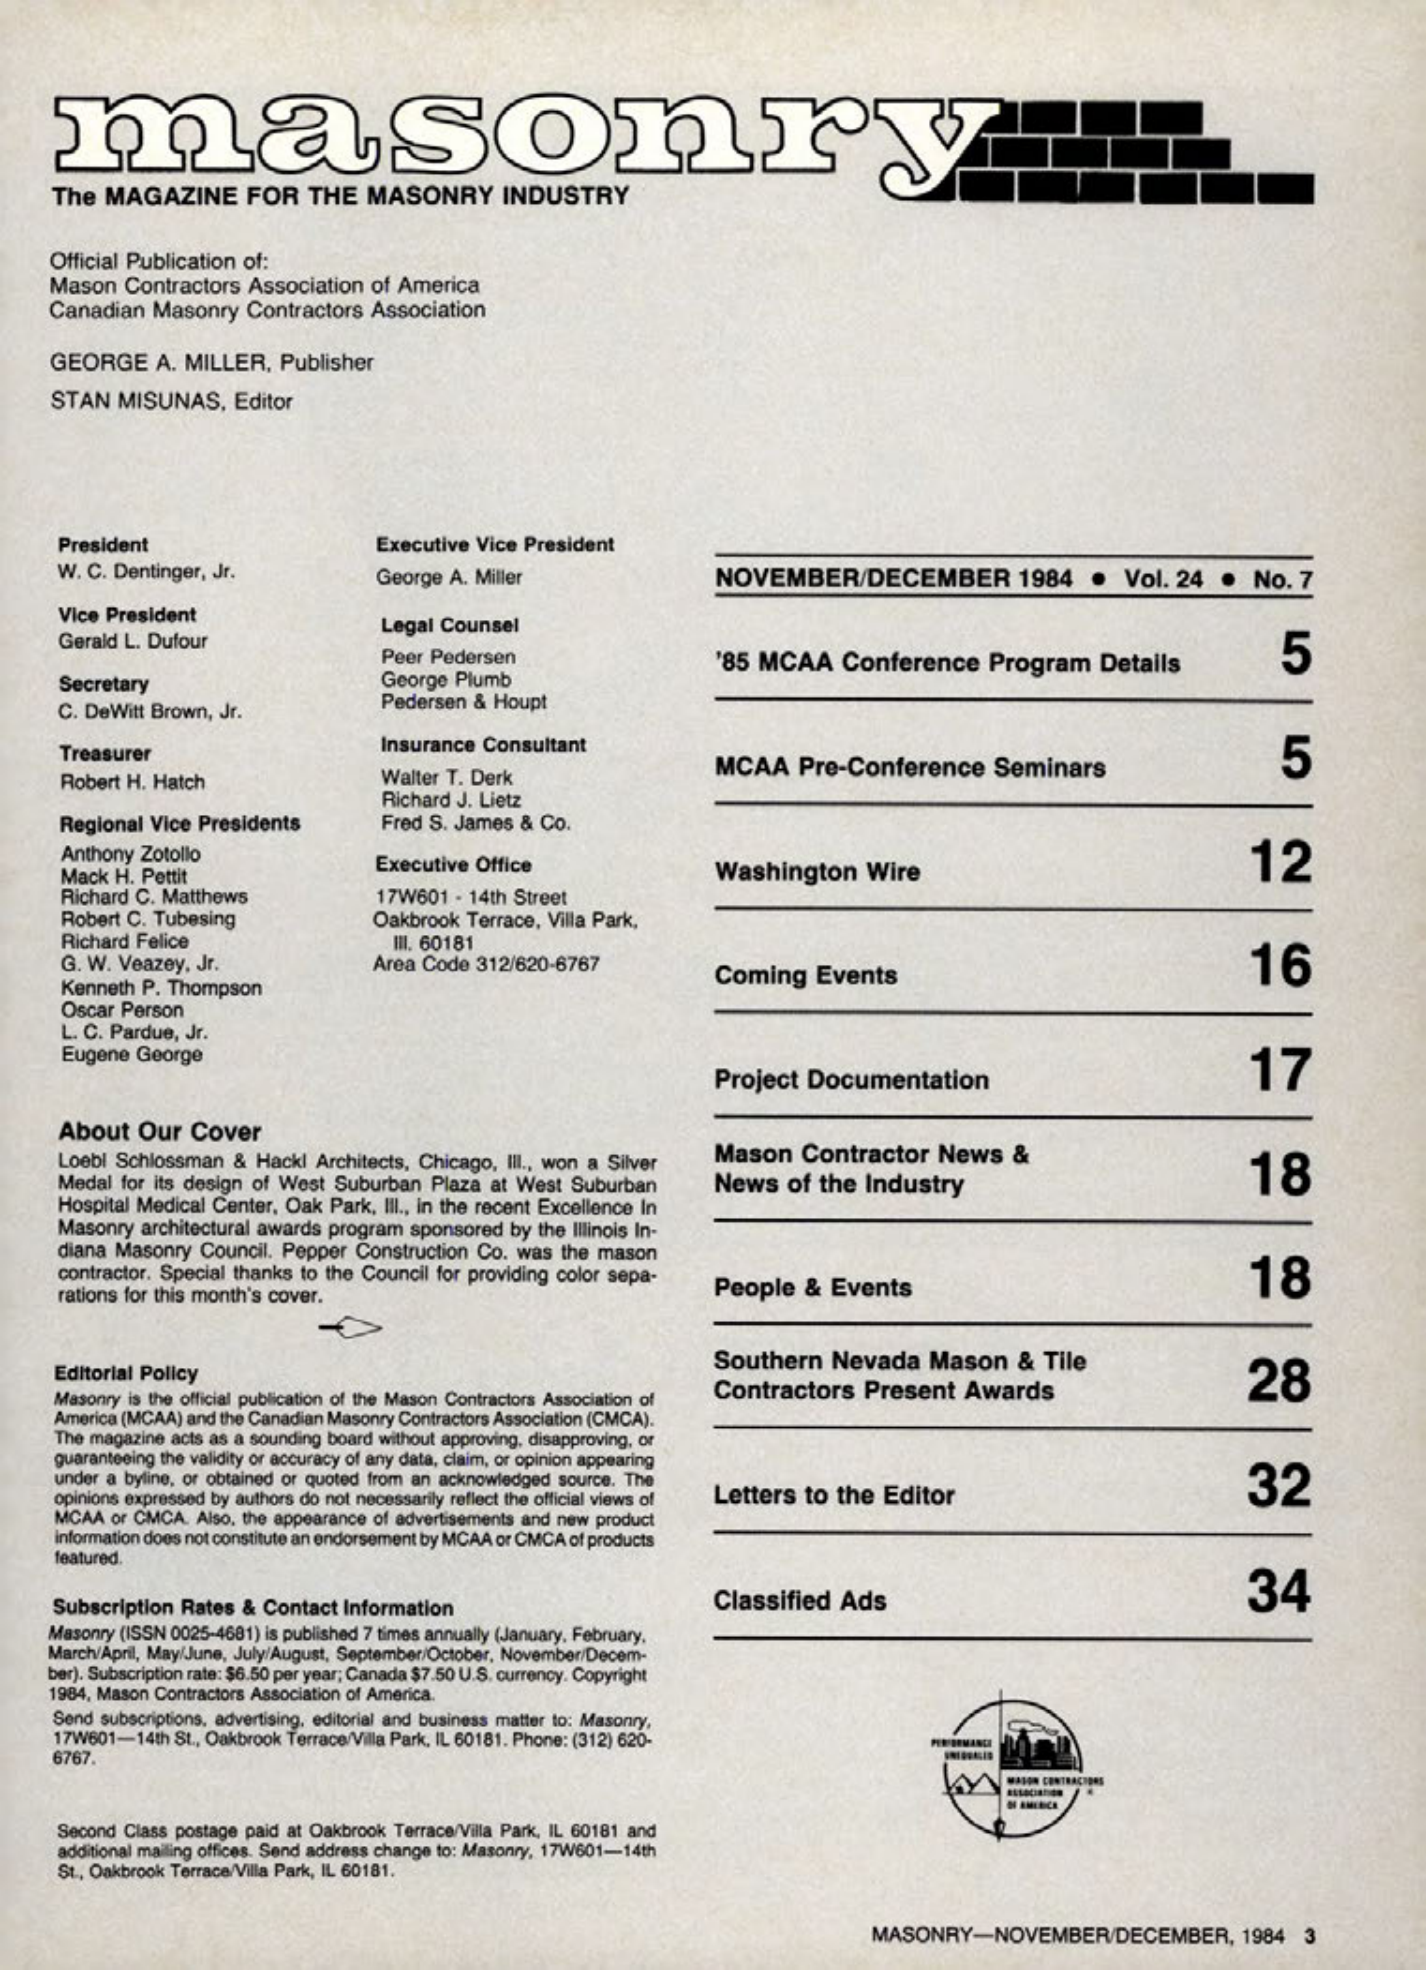 masonry
The MAGAZINE FOR THE MASONRY INDUSTRY
Official Publication of:
Mason Contractors Association of America
Canadian Masonry Contractors Association
GEORGE A. MILLER, Publisher
STAN MISUNAS, Editor
President
W. C. Dentinger, Jr.
Vice President
Gerald L. Dufour
Secretary
C. DeWitt Brown, Jr.
Treasurer
Robert H. Hatch
Regional Vice Presidents
Anthony Zotollo
Mack H. Pettit
Richard C. Matthews
Robert C. Tubesing
Richard Felice
G. W. Veazey, Jr.
Kenneth P. Thompson
Oscar Person
L. C. Pardue, Jr.
Eugene George
Executive Vice President
George A. Miller
Legal Counsel
Peer Pedersen
George Plumb
Pedersen & Houpt
Insurance Consultant
Walter T. Derk
Richard J. Lietz
Fred S. James & Co.
Executive Office
17W601 - 14th Street
Oakbrook Terrace, Villa Park,
Ill. 60181
Area Code 312/620-6767
About Our Cover
Loebl Schlossman & Hackl Architects, Chicago, Ill., won a Silver
Medal for its design of West Suburban Plaza at West Suburban
Hospital Medical Center, Oak Park, Ill., in the recent Excellence In
Masonry architectural awards program sponsored by the Illinois In-
diana Masonry Council. Pepper Construction Co. was the mason
contractor. Special thanks to the Council for providing color sepa-
rations for this month's cover.
Editorial Policy
Masonry is the official publication of the Mason Contractors Association of
America (MCAA) and the Canadian Masonry Contractors Association (CMCA).
The magazine acts as a sounding board without approving, disapproving, or
guaranteeing the validity or accuracy of any data, claim, or opinion appearing
under a byline, or obtained or quoted from an acknowledged source. The
opinions expressed by authors do not necessarily reflect the official views of
MCAA or CMCA. Also, the appearance of advertisements and new product
information does not constitute an endorsement by MCAA or CMCA of products
featured.
Subscription Rates & Contact Information
Masonry (ISSN 0025-4681) is published 7 times annually (January, February,
March/April, May/June, July/August, September/October, November/Decem-
ber). Subscription rate: $6.50 per year; Canada $7.50 U.S. currency. Copyright
1984, Mason Contractors Association of America.
Send subscriptions, advertising, editorial and business matter to: Masonry,
17W601—14th St., Oakbrook Terrace/Villa Park, IL 60181. Phone: (312) 620-
6767.
Second Class postage paid at Oakbrook Terrace/Villa Park, IL 60181 and
additional mailing offices. Send address change to: Masonry, 17W601—14th
St., Oakbrook Terrace/Villa Park, IL 60181.
NOVEMBER/DECEMBER 1984 ● Vol. 24 ● No. 7
'85 MCAA Conference Program Details 5
MCAA Pre-Conference Seminars 5
Washington Wire 12
Coming Events 16
Project Documentation 17
Mason Contractor News &
News of the Industry 18
People & Events 18
Southern Nevada Mason & Tile
Contractors Present Awards 28
Letters to the Editor 32
Classified Ads 34
PERFORMANCE
UNEQUALED
MASON CONTRACTORS
ASSOCIATION
OF AMERICA
MASONRY—NOVEMBER/DECEMBER, 1984 3